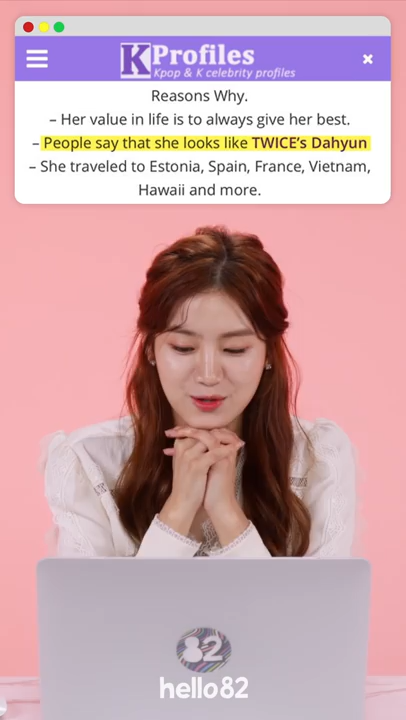 KProfiles
Kpop & K celebrity profiles
Reasons Why.
– Her value in life is to always give her best.
– People say that she looks like TWICE’s Dahyun
– She traveled to Estonia, Spain, France, Vietnam,
Hawaii and more.
82
hello82